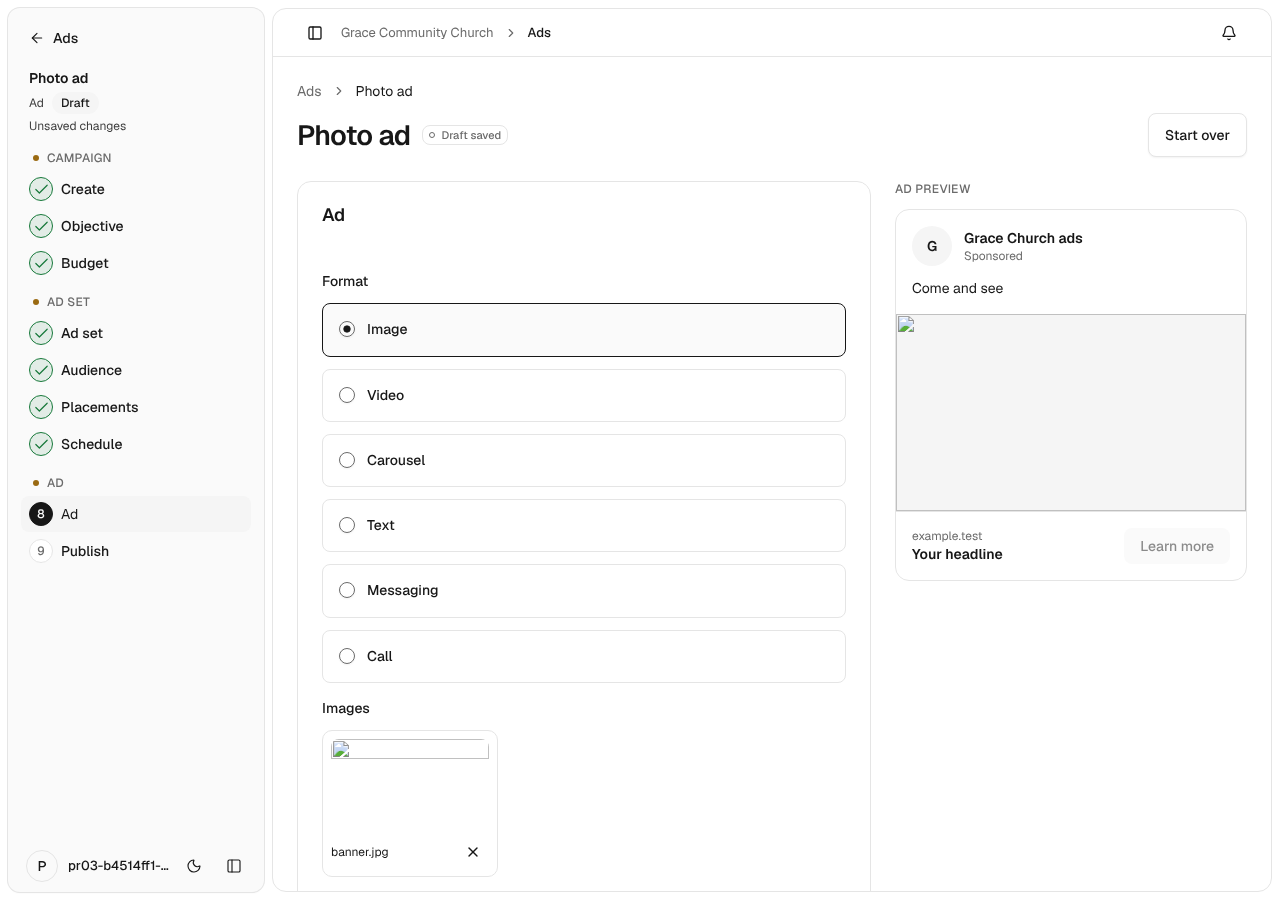 Ads
Photo ad
Ad Draft
Unsaved changes
CAMPAIGN
Create
Objective
Budget
AD SET
Ad set
Audience
Placements
Schedule
AD
8 Ad
9 Publish
P pr03-b4514ff1-...
Grace Community Church > Ads
Ads > Photo ad
Photo ad Draft saved
Start over
Ad
Format
Image
Video
Carousel
Text
Messaging
Call
Images
banner.jpg
AD PREVIEW
G Grace Church ads
Sponsored
Come and see
example.test
Your headline
Learn more